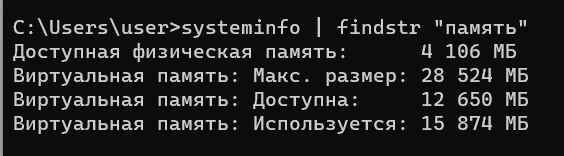 C:\Users\user>systeminfo | findstr "память"
Доступная физическая память:      4 106 МБ
Виртуальная память: Макс. размер: 28 524 МБ
Виртуальная память: Доступна:     12 650 МБ
Виртуальная память: Используется: 15 874 МБ